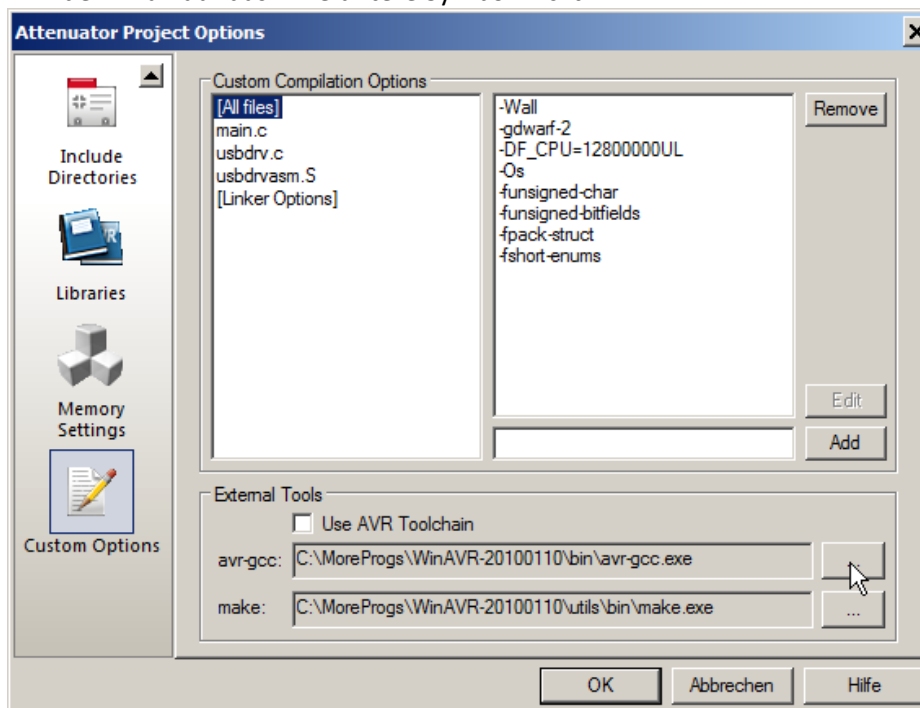 Attenuator Project Options
Include
Directories
Libraries
Memory
Settings
Custom Options
Custom Compilation Options
[All files]
main.c
usbdrv.c
usbdrvasm.S
[Linker Options]
-Wall
-gdwarf-2
-DF_CPU=12800000UL
-Os
-funsigned-char
-funsigned-bitfields
-fpack-struct
-fshort-enums
Remove
Edit
Add
External Tools
Use AVR Toolchain
avr-gcc: C:\MoreProgs\WinAVR-20100110\bin\avr-gcc.exe
make: C:\MoreProgs\WinAVR-20100110\utils\bin\make.exe
...
OK
Abbrechen
Hilfe